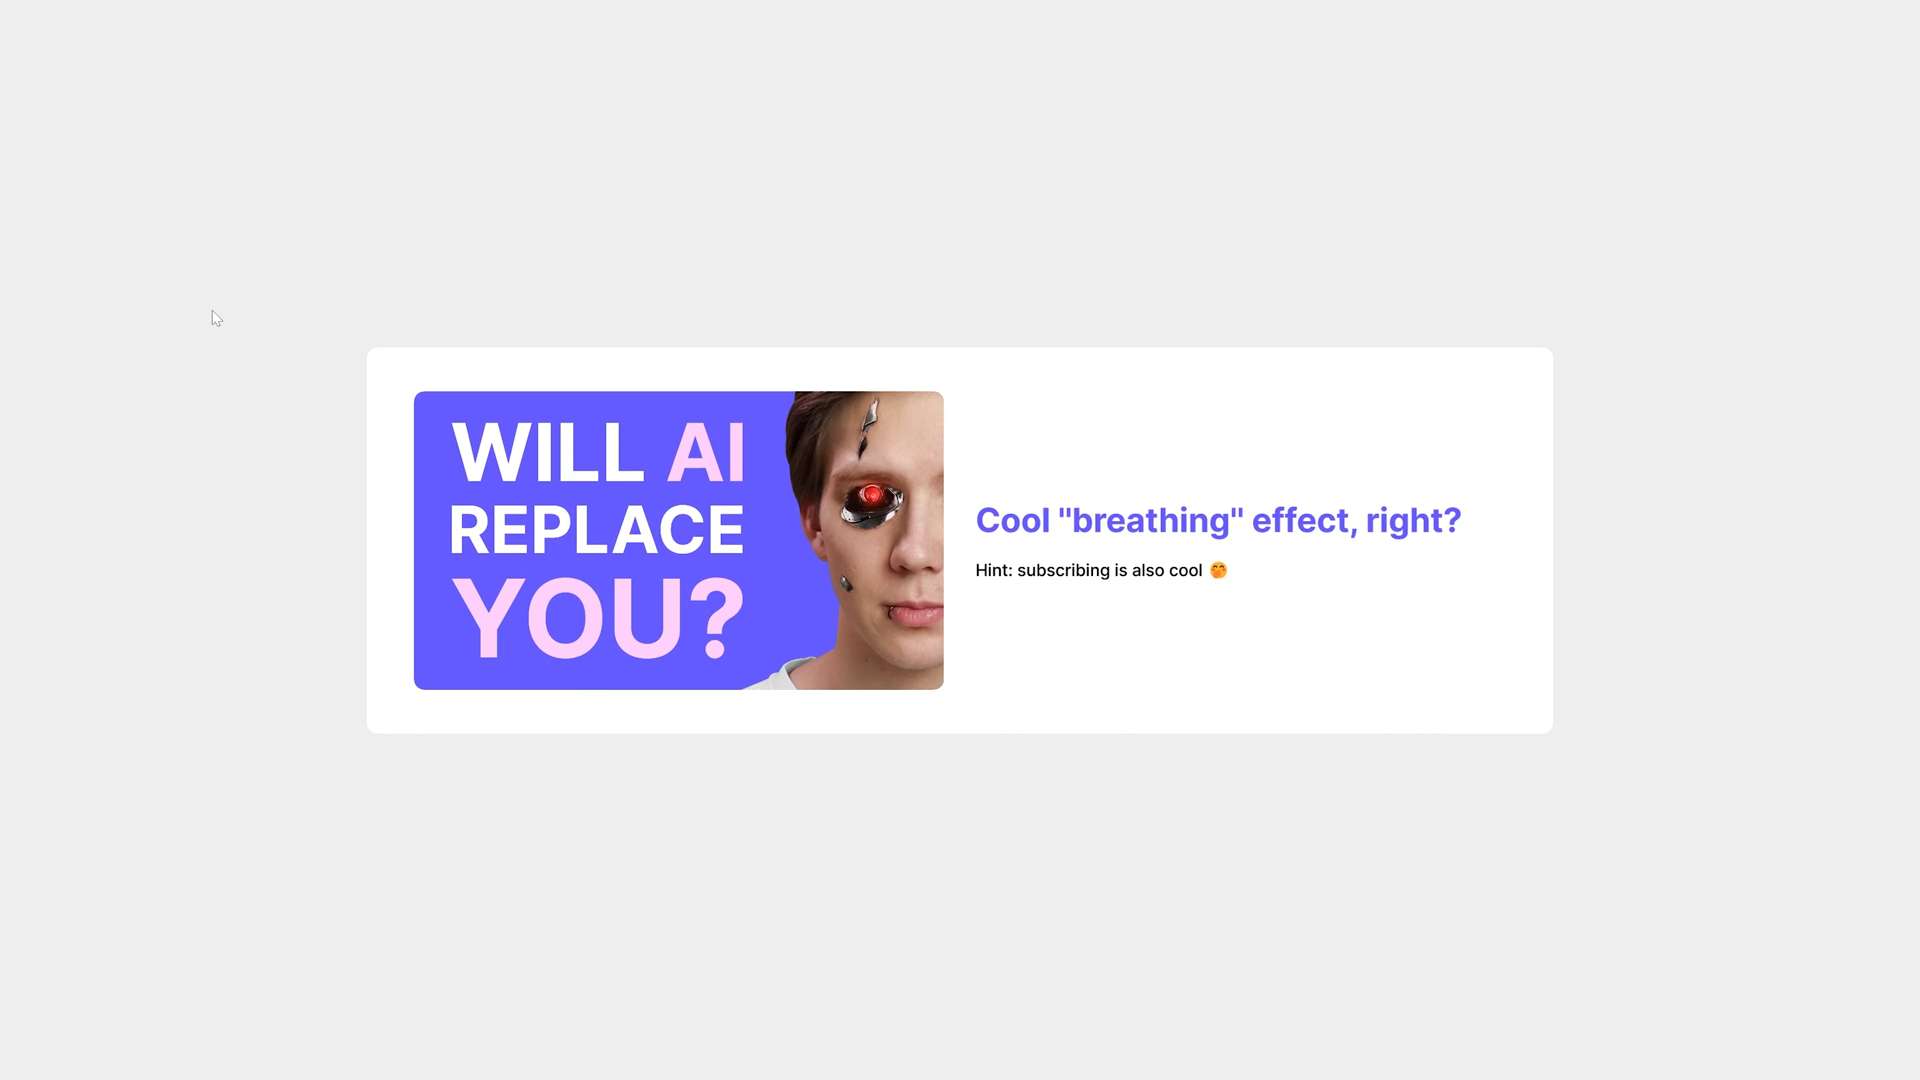 WILL AI
REPLACE
YOU?
Cool "breathing" effect, right?
Hint: subscribing is also cool 🤭